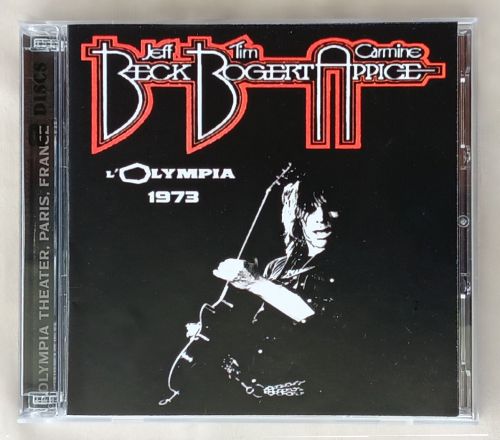 Jeff Tim Carmine
BECK BOGERT APPICE
L'OLYMPIA
1973
OLYMPIA THEATER, PARIS, FRANCE
DISCS